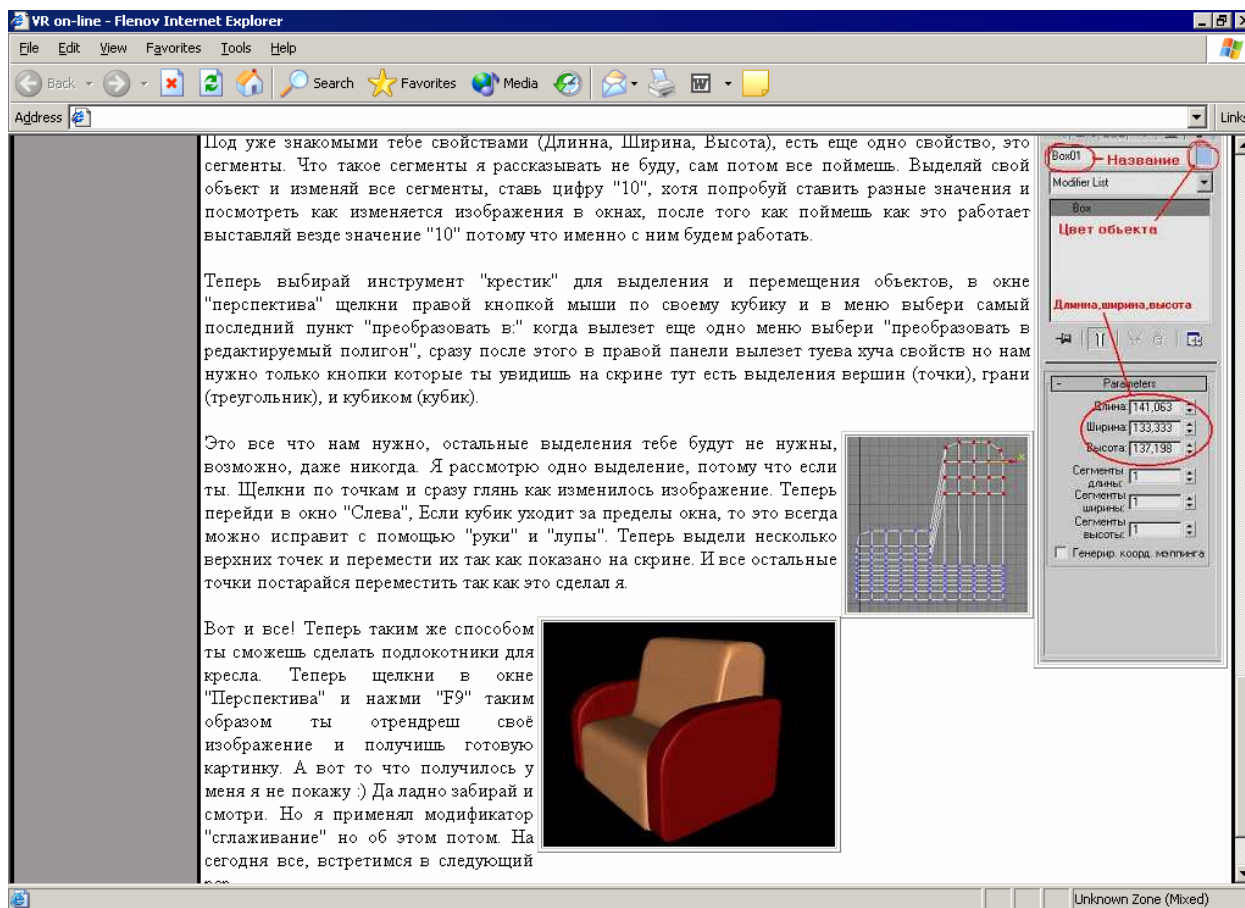 VR on-line - Flenov Internet Explorer
File Edit View Favorites Tools Help
Back Search Favorites Media
Address Links
Под уже знакомыми тебе свойствами (Длинна, Ширина, Высота), есть еще одно свойство, это
сегменты. Что такое сегменты я рассказывать не буду, сам потом все поймешь. Выделяй свой
объект и изменяй все сегменты, ставь цифру "10", хотя попробуй ставить разные значения и
посмотреть как изменяется изображения в окнах, после того как поймешь как это работает
выставляй везде значение "10" потому что именно с ним будем работать.
Теперь выбирай инструмент "крестик" для выделения и перемещения объектов, в окне
"перспектива" щелкни правой кнопкой мыши по своему кубику и в меню выбери самый
последний пункт "преобразовать в:" когда вылезет еще одно меню выбери "преобразовать в
редактируемый полигон", сразу после этого в правой панели вылезет туева хуча свойств но нам
нужно только кнопки которые ты увидишь на скрине тут есть выделения вершин (точки), грани
(треугольник), и кубиком (кубик).
Это все что нам нужно, остальные выделения тебе будут не нужны,
возможно, даже никогда. Я рассмотрю одно выделение, потому что если
ты. Щелкни по точкам и сразу глянь как изменилось изображение. Теперь
перейди в окно "Слева", Если кубик уходит за пределы окна, то это всегда
можно исправит с помощью "руки" и "лупы". Теперь выдели несколько
верхних точек и перемести их так как показано на скрине. И все остальные
точки постарайся переместить так как это сделал я.
Вот и все! Теперь таким же способом
ты сможешь сделать подлокотники для
кресла. Теперь щелкни в окне
"Перспектива" и нажми "F9" таким
образом ты отрендреш своё
изображение и получишь готовую
картинку. А вот то что получилось у
меня я не покажу :) Да ладно забирай и
смотри. Но я применял модификатор
"сглаживание" но об этом потом. На
сегодня все, встретимся в следующий
Box01 Название
Modifier List
Box
Цвет обьекта
Длинна,ширина,высота
Parameters
Длина: 141,063
Ширина: 133,333
Высота: 137,198
Сегменты длины: 1
Сегменты ширины: 1
Сегменты высоты: 1
Генерир. коорд. мэппинга
Unknown Zone (Mixed)